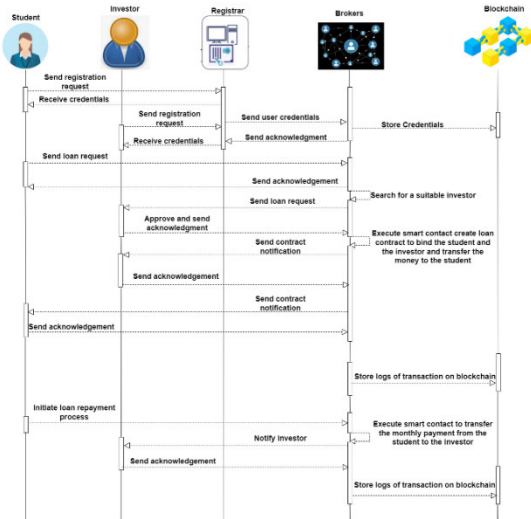 Student
Investor
Registrar
Brokers
Blockchain
Send registration
request
Receive credentials
Send registration
request
Send user credentials
Store Credentials
Receive credentials
Send acknowledgment
Send loan request
Send acknowledgement
Search for a suitable investor
Send loan request
Approve and send
acknowledgment
Execute smart contact create loan
contract to bind the student and
the investor and transfer the
money to the student
Send contract
notification
Send acknowledgement
Send contract
notification
Send acknowledgement
Store logs of transaction on blockchain
Initiate loan repayment
process
Execute smart contact to transfer
the monthly payment from the
student to the investor
Notify investor
Send acknowledgement
Store logs of transaction on blockchain